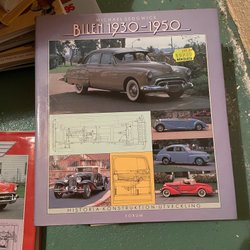 MICHAEL SEDGWICK
BILEN 1930-1950
HISTORIA · KONSTRUKTION · UTVECKLING
FORUM